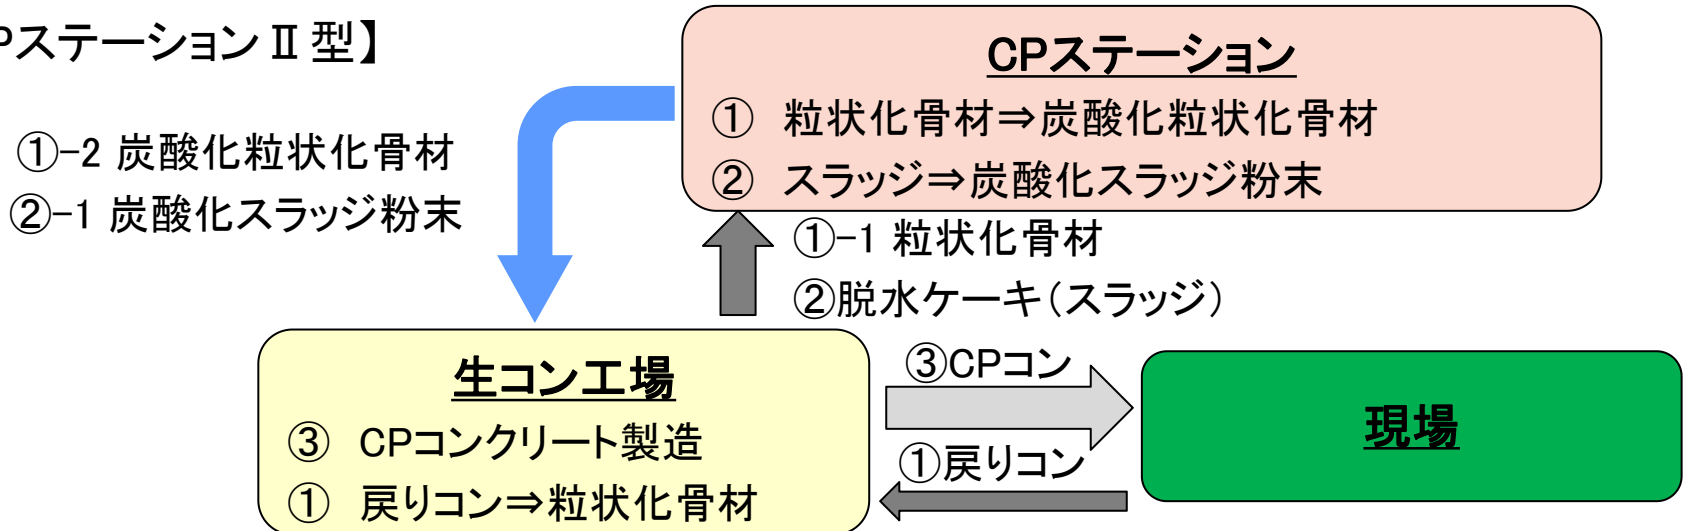 Pステーション Ⅱ 型】
CPステーション
① 粒状化骨材⇒炭酸化粒状化骨材
② スラッジ⇒炭酸化スラッジ粉末
①-2 炭酸化粒状化骨材
②-1 炭酸化スラッジ粉末
①-1 粒状化骨材
②脱水ケーキ（スラッジ）
生コン工場
③ CPコンクリート製造
① 戻りコン⇒粒状化骨材
③CPコン
①戻りコン
現場